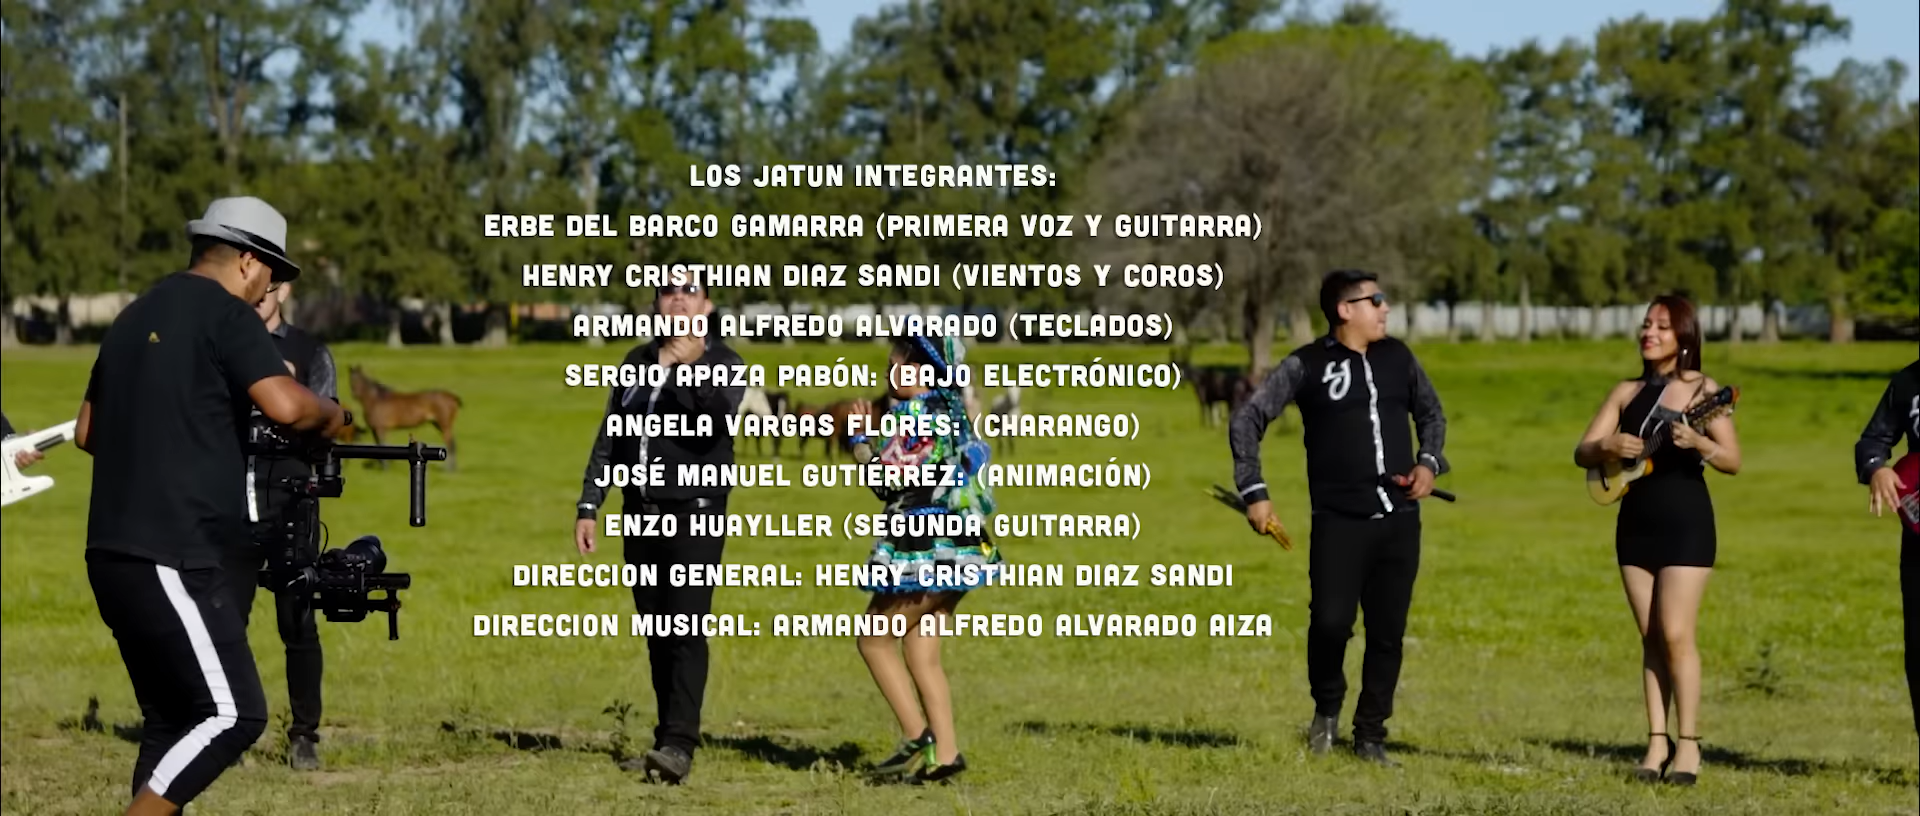 LOS JATUN INTEGRANTES:
ERBE DEL BARCO GAMARRA (PRIMERA VOZ Y GUITARRA)
HENRY CRISTHIAN DIAZ SANDI (VIENTOS Y COROS)
ARMANDO ALFREDO ALVARADO (TECLADOS)
SERGIO APAZA PABÓN: (BAJO ELECTRÓNICO)
ANGELA VARGAS FLORES: (CHARANGO)
JOSÉ MANUEL GUTIÉRREZ: (ANIMACIÓN)
ENZO HUAYLLER (SEGUNDA GUITARRA)
DIRECCION GENERAL: HENRY CRISTHIAN DIAZ SANDI
DIRECCION MUSICAL: ARMANDO ALFREDO ALVARADO AIZA